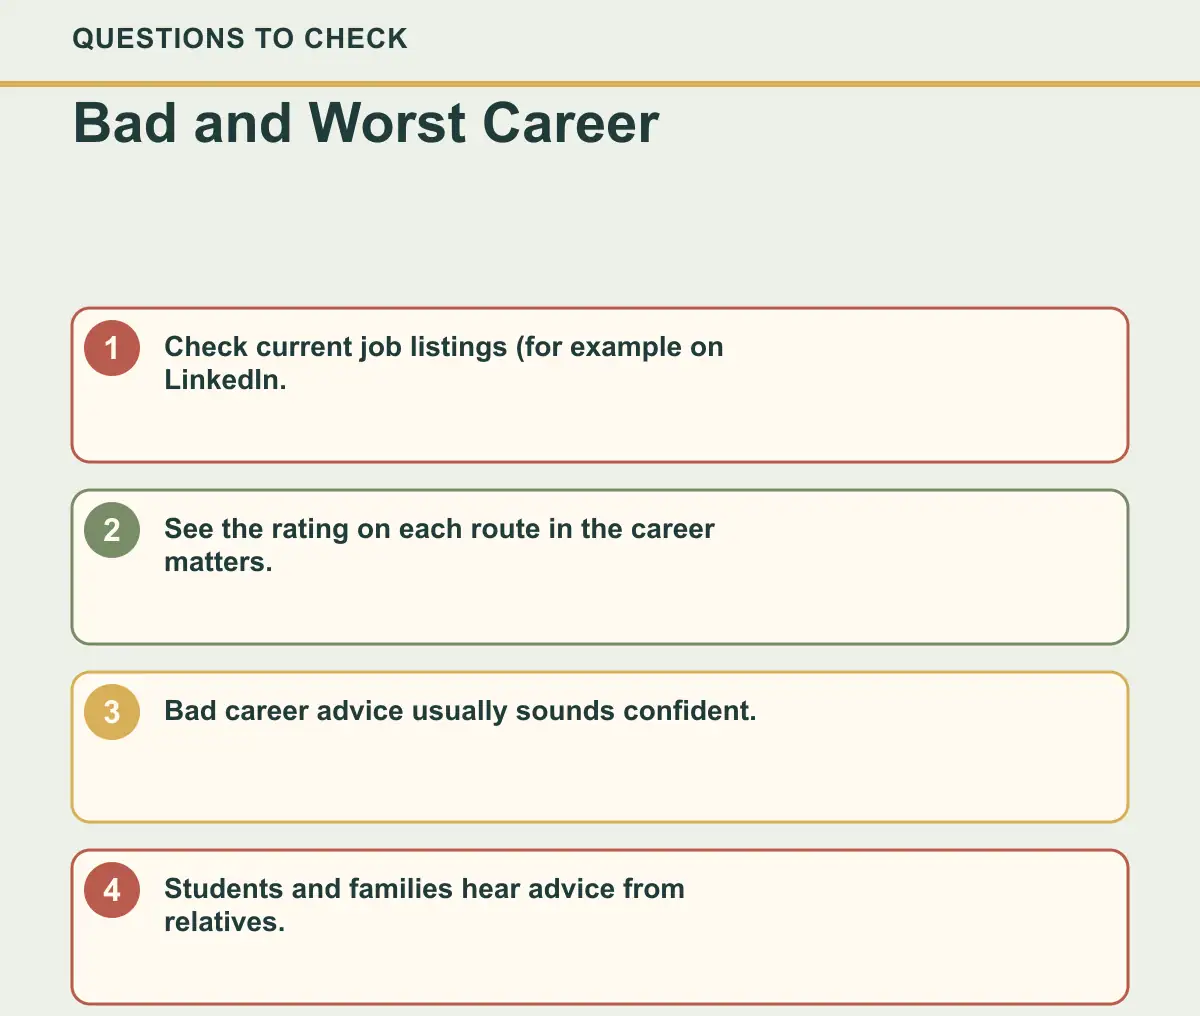 QUESTIONS TO CHECK
Bad and Worst Career
1
Check current job listings (for example on
LinkedIn.
2
See the rating on each route in the career
matters.
3
Bad career advice usually sounds confident.
4
Students and families hear advice from
relatives.